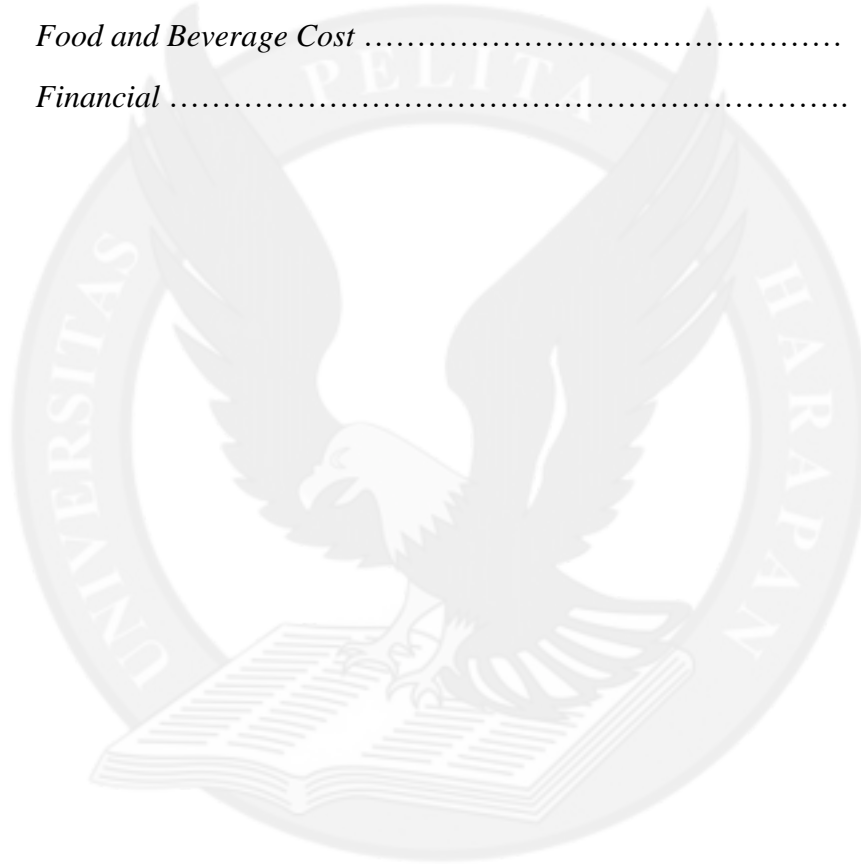 Food and Beverage Cost ……………………………………………
Financial ……………………………………………………………….
UNIVERSITAS PELITA HARAPAN